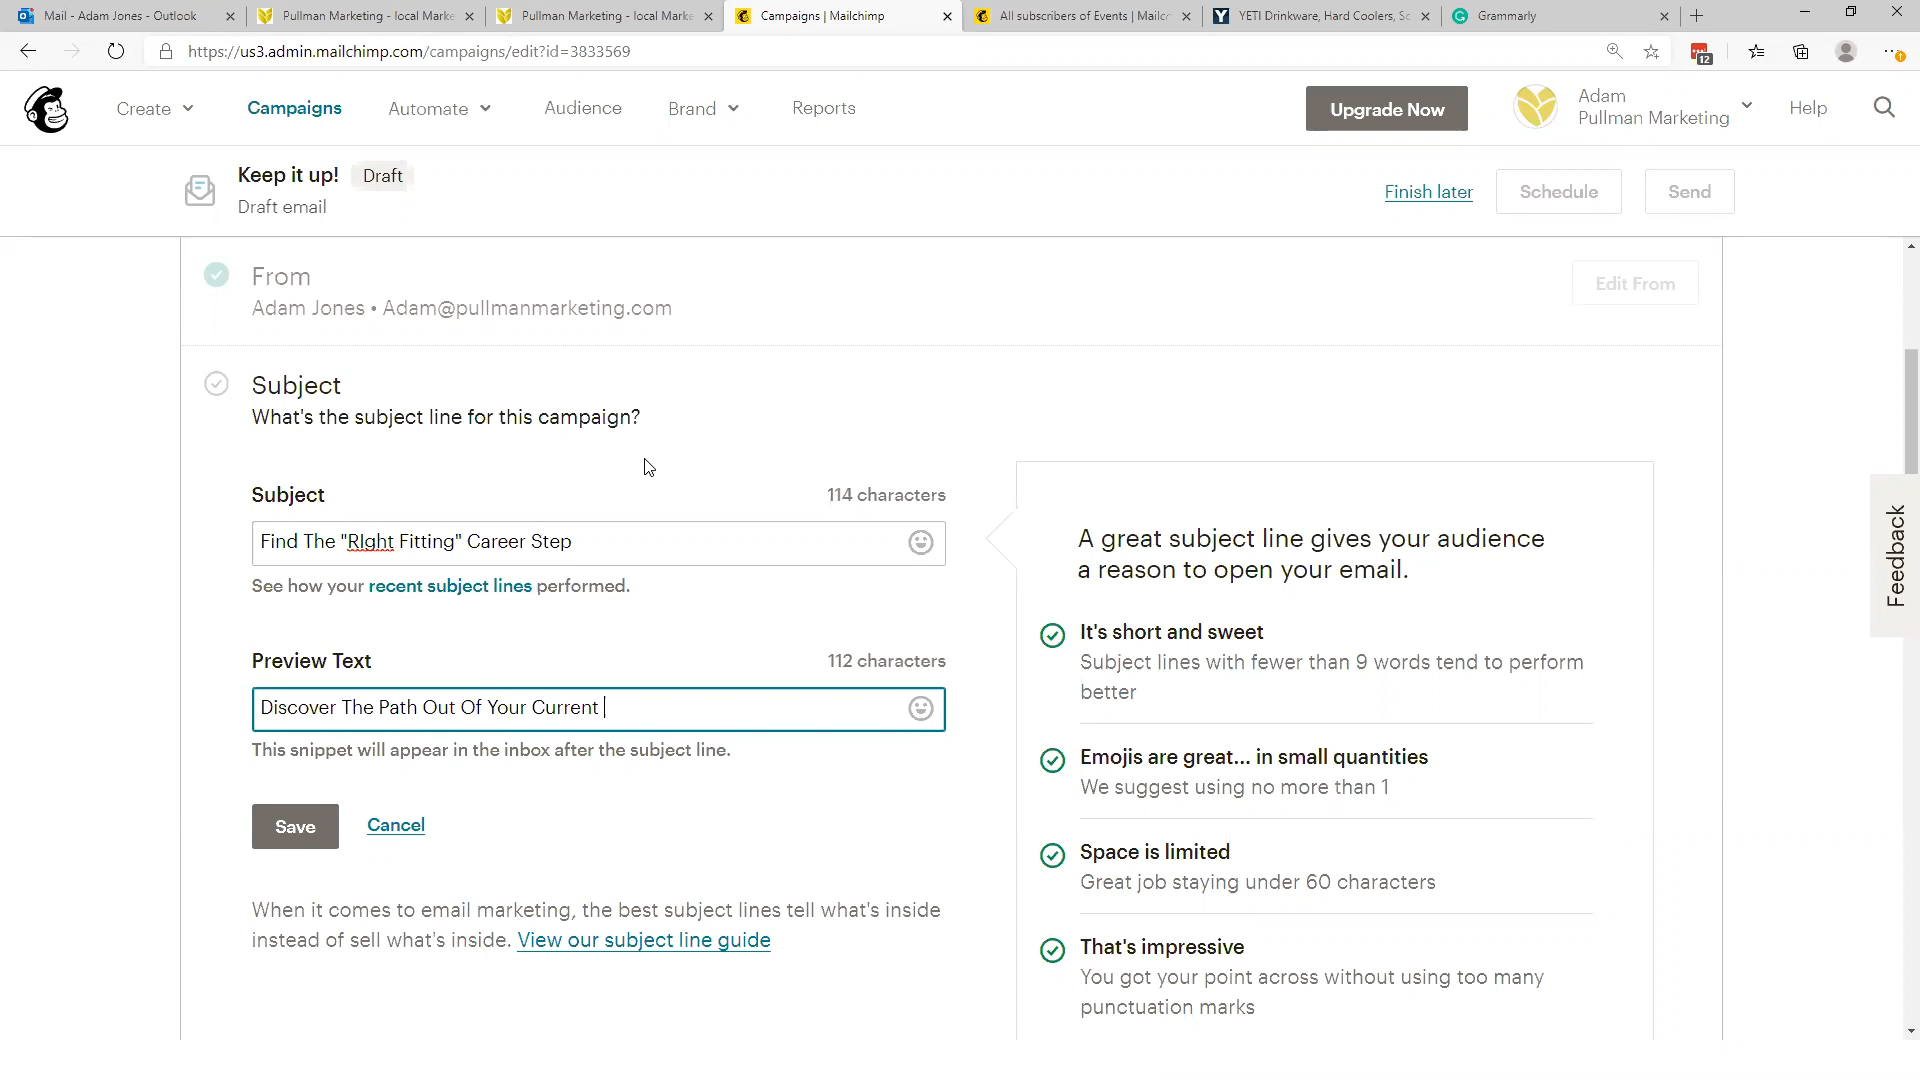 Mail - Adam Jones - Outlook
Pullman Marketing - local Marke
Pullman Marketing - local Marke
Campaigns | Mailchimp
All subscribers of Events | Mailch
YETI Drinkware, Hard Coolers, So
Grammarly
https://us3.admin.mailchimp.com/campaigns/edit?id=3833569
12
Create
Campaigns
Automate
Audience
Brand
Reports
Upgrade Now
Adam
Pullman Marketing
Help
Keep it up!
Draft
Draft email
Finish later
Schedule
Send
From
Adam Jones • Adam@pullmanmarketing.com
Edit From
Subject
What's the subject line for this campaign?
Subject
114 characters
Find The "RIght Fitting" Career Step
See how your recent subject lines performed.
Preview Text
112 characters
Discover The Path Out Of Your Current
This snippet will appear in the inbox after the subject line.
Save
Cancel
When it comes to email marketing, the best subject lines tell what's inside
instead of sell what's inside. View our subject line guide
A great subject line gives your audience
a reason to open your email.
It's short and sweet
Subject lines with fewer than 9 words tend to perform
better
Emojis are great... in small quantities
We suggest using no more than 1
Space is limited
Great job staying under 60 characters
That's impressive
You got your point across without using too many
punctuation marks
Feedback